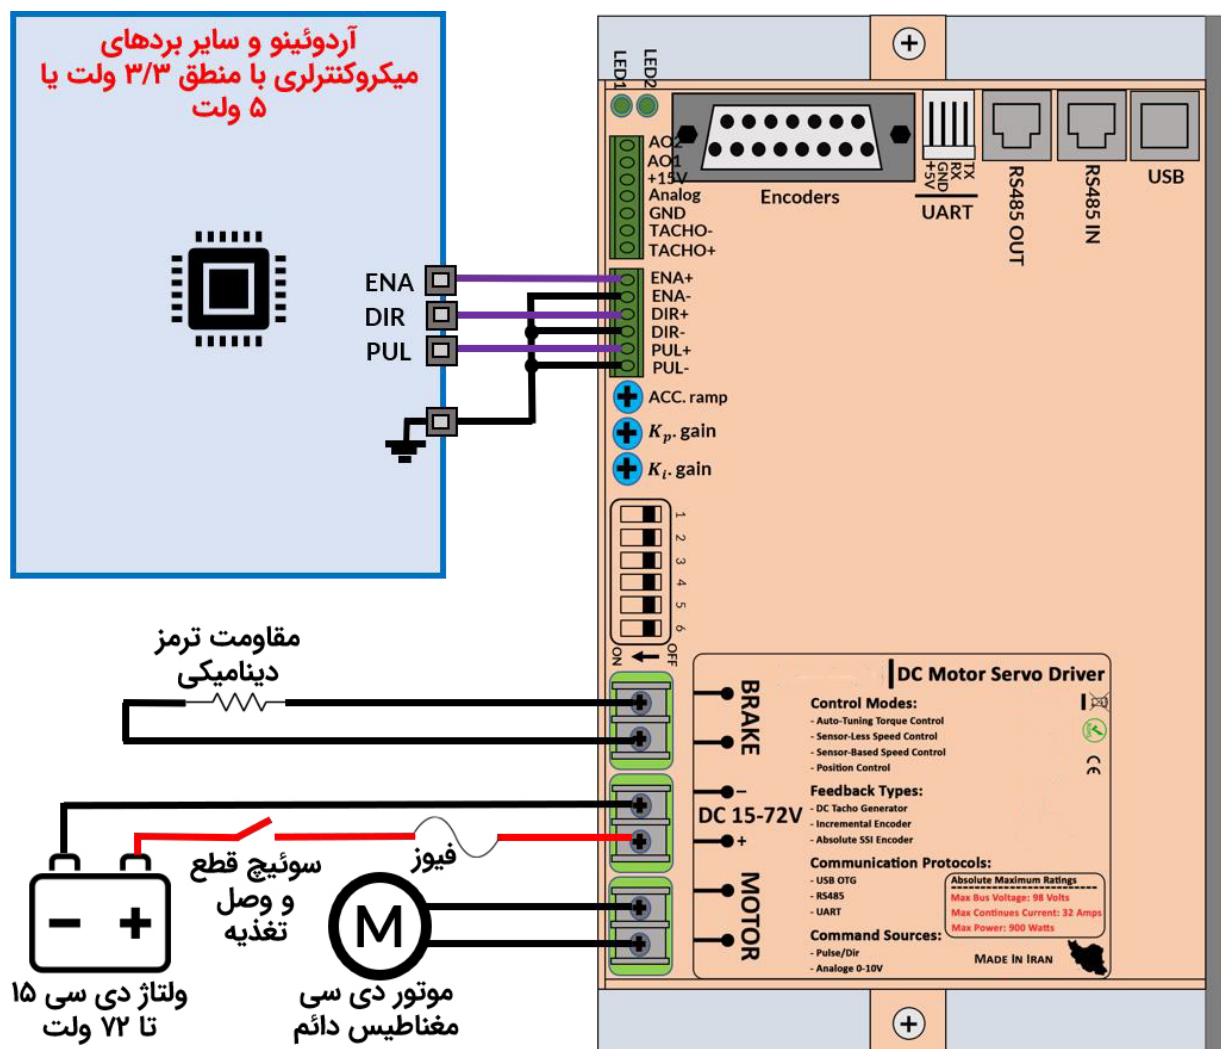 آردوئینو و سایر بردهای
میکروکنترلری با منطق ۳/۳ ولت یا
۵ ولت
ENA
DIR
PUL
LED1
LED2
AO2
AO1
+15V
Analog
GND
TACHO-
TACHO+
ENA+
ENA-
DIR+
DIR-
PUL+
PUL-
ACC. ramp
Kp. gain
Ki. gain
Encoders
+5V
GND
RX
TX
UART
RS485 OUT
RS485 IN
USB
1
2
3
4
5
6
ON
OFF
مقاومت ترمز
دینامیکی
سوئیچ قطع
و وصل
تغذیه
فیوز
- +
ولتاژ دی سی ۱۵
تا ۷۲ ولت
M
موتور دی سی
مغناطیس دائم
BRAKE
−
DC 15-72V
+
MOTOR
DC Motor Servo Driver
Control Modes:
- Auto-Tuning Torque Control
- Sensor-Less Speed Control
- Sensor-Based Speed Control
- Position Control
Feedback Types:
- DC Tacho Generator
- Incremental Encoder
- Absolute SSI Encoder
Communication Protocols:
- USB OTG
- RS485
- UART
Command Sources:
- Pulse/Dir
- Analoge 0-10V
CE
Absolute Maximum Ratings
Max Bus Voltage: 98 Volts
Max Continues Current: 32 Amps
Max Power: 900 Watts
MADE IN IRAN